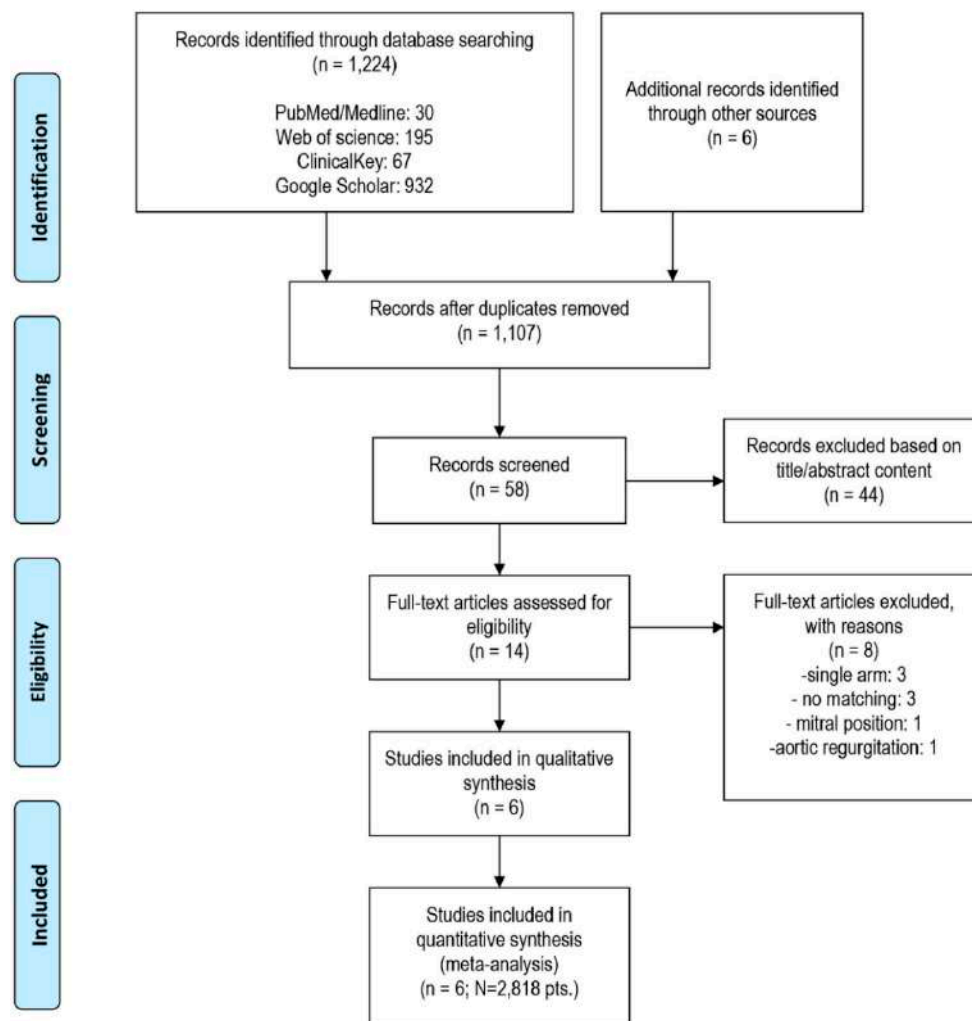 Identification
Records identified through database searching
(n = 1,224)
PubMed/Medline: 30
Web of science: 195
ClinicalKey: 67
Google Scholar: 932
Additional records identified
through other sources
(n = 6)
Records after duplicates removed
(n = 1,107)
Screening
Records screened
(n = 58)
Records excluded based on
title/abstract content
(n = 44)
Eligibility
Full-text articles assessed for
eligibility
(n = 14)
Full-text articles excluded,
with reasons
(n = 8)
-single arm: 3
- no matching: 3
- mitral position: 1
-aortic regurgitation: 1
Studies included in qualitative
synthesis
(n = 6)
Included
Studies included in
quantitative synthesis
(meta-analysis)
(n = 6; N=2,818 pts.)